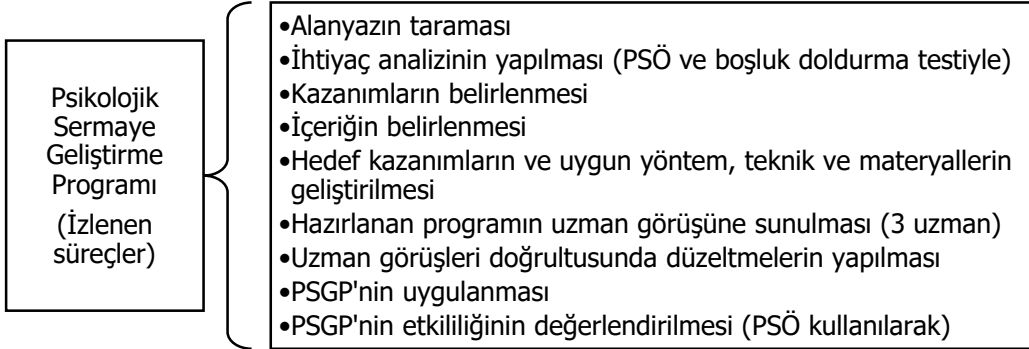 Psikolojik
Sermaye
Geliştirme
Programı
(İzlenen
süreçler)
•Alanyazın taraması
•İhtiyaç analizinin yapılması (PSÖ ve boşluk doldurma testiyle)
•Kazanımların belirlenmesi
•İçeriğin belirlenmesi
•Hedef kazanımların ve uygun yöntem, teknik ve materyallerin
geliştirilmesi
•Hazırlanan programın uzman görüşüne sunulması (3 uzman)
•Uzman görüşleri doğrultusunda düzeltmelerin yapılması
•PSGP'nin uygulanması
•PSGP'nin etkililiğinin değerlendirilmesi (PSÖ kullanılarak)